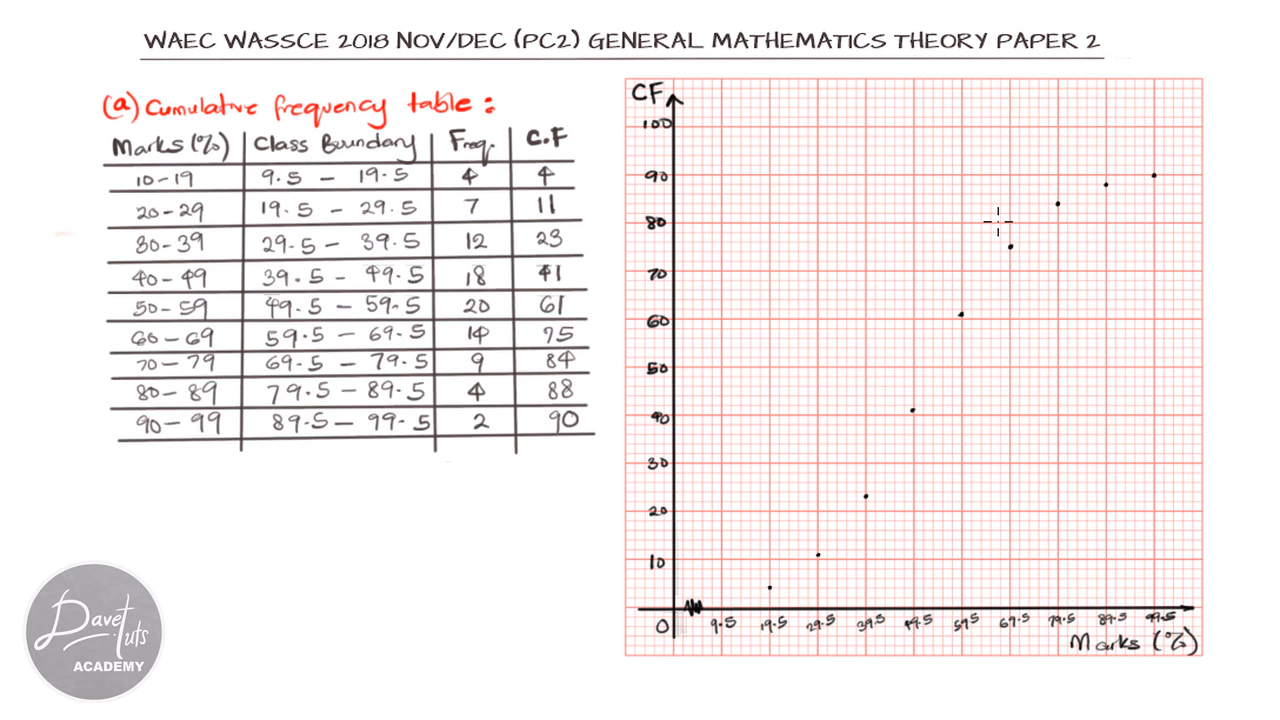 WAEC WASSCE 2018 NOV/DEC (PC2) GENERAL MATHEMATICS THEORY PAPER 2
(a) Cumulative frequency table :
Marks (%) Class Boundary Freq. C.F
10-19 9.5 - 19.5 4 4
20-29 19.5 - 29.5 7 11
30-39 29.5 - 39.5 12 23
40-49 39.5 - 49.5 18 41
50-59 49.5 - 59.5 20 61
60-69 59.5 - 69.5 14 75
70-79 69.5 - 79.5 9 84
80-89 79.5 - 89.5 4 88
90-99 89.5 - 99.5 2 90
CF
100
90
80
70
60
50
40
30
20
10
0 9.5 19.5 29.5 39.5 49.5 59.5 69.5 79.5 89.5 99.5
Marks (%)
Dave Tuts
ACADEMY